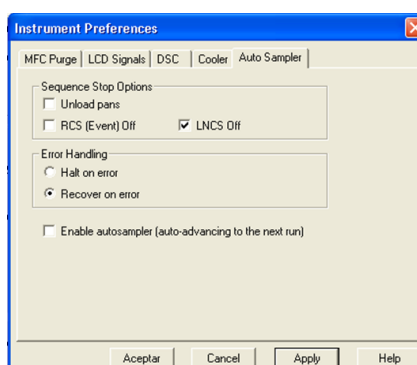 Instrument Preferences
MFC Purge LCD Signals DSC Cooler Auto Sampler
Sequence Stop Options
Unload pans
RCS (Event) Off LNCS Off
Error Handling
Halt on error
Recover on error
Enable autosampler (auto-advancing to the next run)
Aceptar Cancel Apply Help